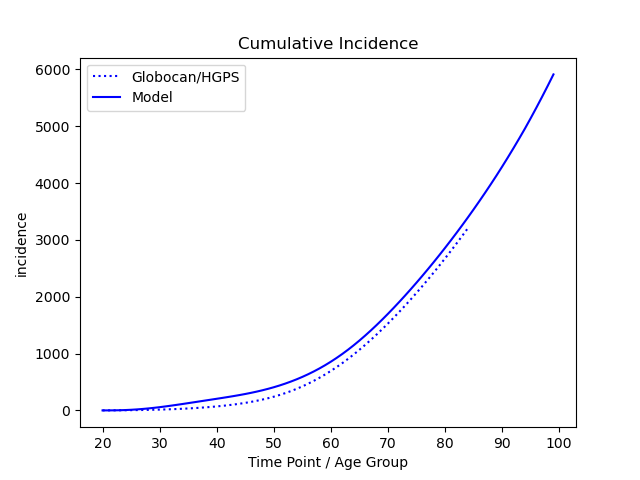 Cumulative Incidence
Globocan/HGPS
Model
6000
5000
4000
3000
2000
1000
0
incidence
20 30 40 50 60 70 80 90 100
Time Point / Age Group